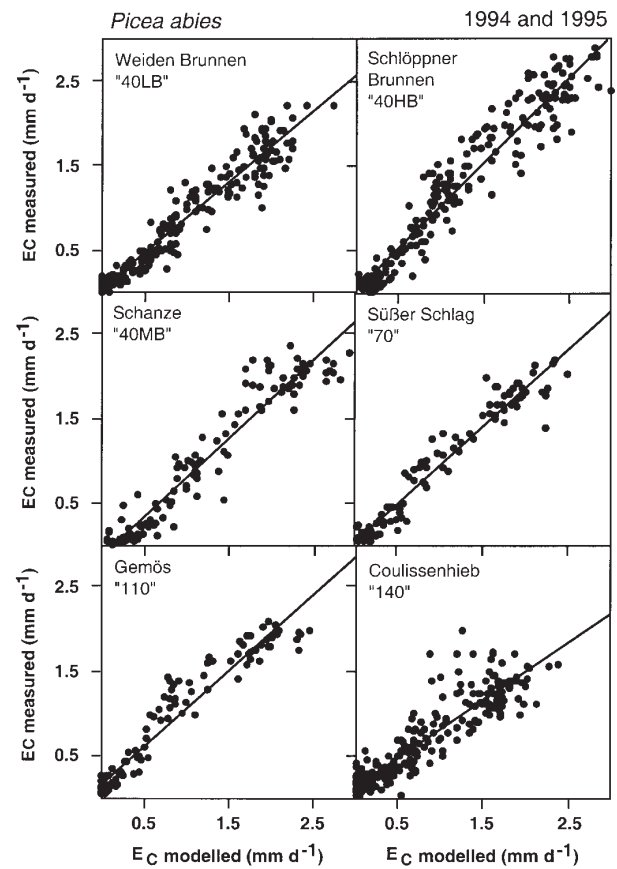 Picea abies 1994 and 1995
Weiden Brunnen
"40LB"
Schlöppner
Brunnen
"40HB"
EC measured (mm d-1)
2.5
1.5
0.5
Schanze
"40MB"
Süßer Schlag
"70"
EC measured (mm d-1)
2.5
1.5
0.5
Gemös
"110"
Coulissenhieb
"140"
EC measured (mm d-1)
2.5
1.5
0.5
0.5 1.5 2.5 0.5 1.5 2.5
EC modelled (mm d-1) EC modelled (mm d-1)